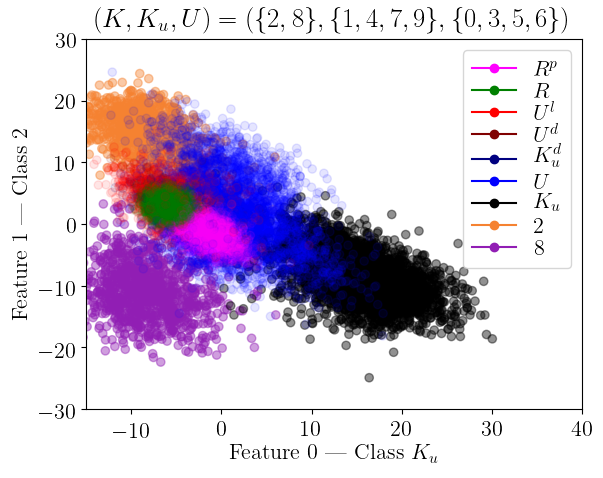 (K, K_u, U) = ({2, 8}, {1, 4, 7, 9}, {0, 3, 5, 6})
30
20
10
0
−10
−20
−30
Feature 1 — Class 2
R^p
R
U^l
U^d
K_u^d
U
K_u
2
8
−10
0
10
20
30
40
Feature 0 — Class K_u